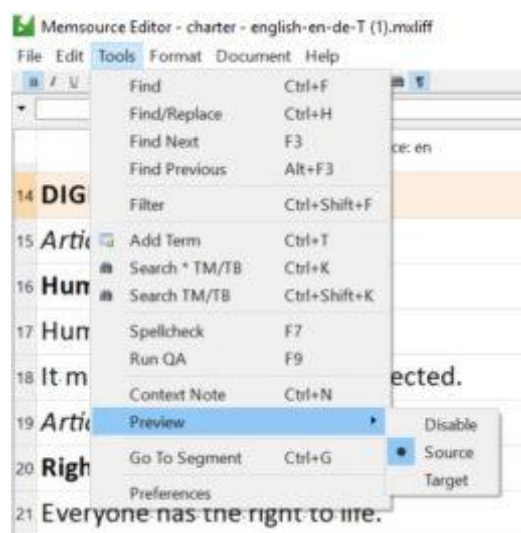 Memsource Editor - charter - english-en-de-T (1).mxliff
File Edit Tools Format Document Help
B I U
Find Ctrl+F
Find/Replace Ctrl+H
Find Next F3
ce: en
Find Previous Alt+F3
14 DIG
Filter Ctrl+Shift+F
15 Artic
Add Term Ctrl+T
Search * TM/TB Ctrl+K
16 Hum
Search TM/TB Ctrl+Shift+K
17 Hum
Spellcheck F7
Run QA F9
18 It m ected.
Context Note Ctrl+N
19 Artic
Preview Disable
Go To Segment Ctrl+G Source
20 Righ
Target
Preferences
21 Everyone has the right to life.